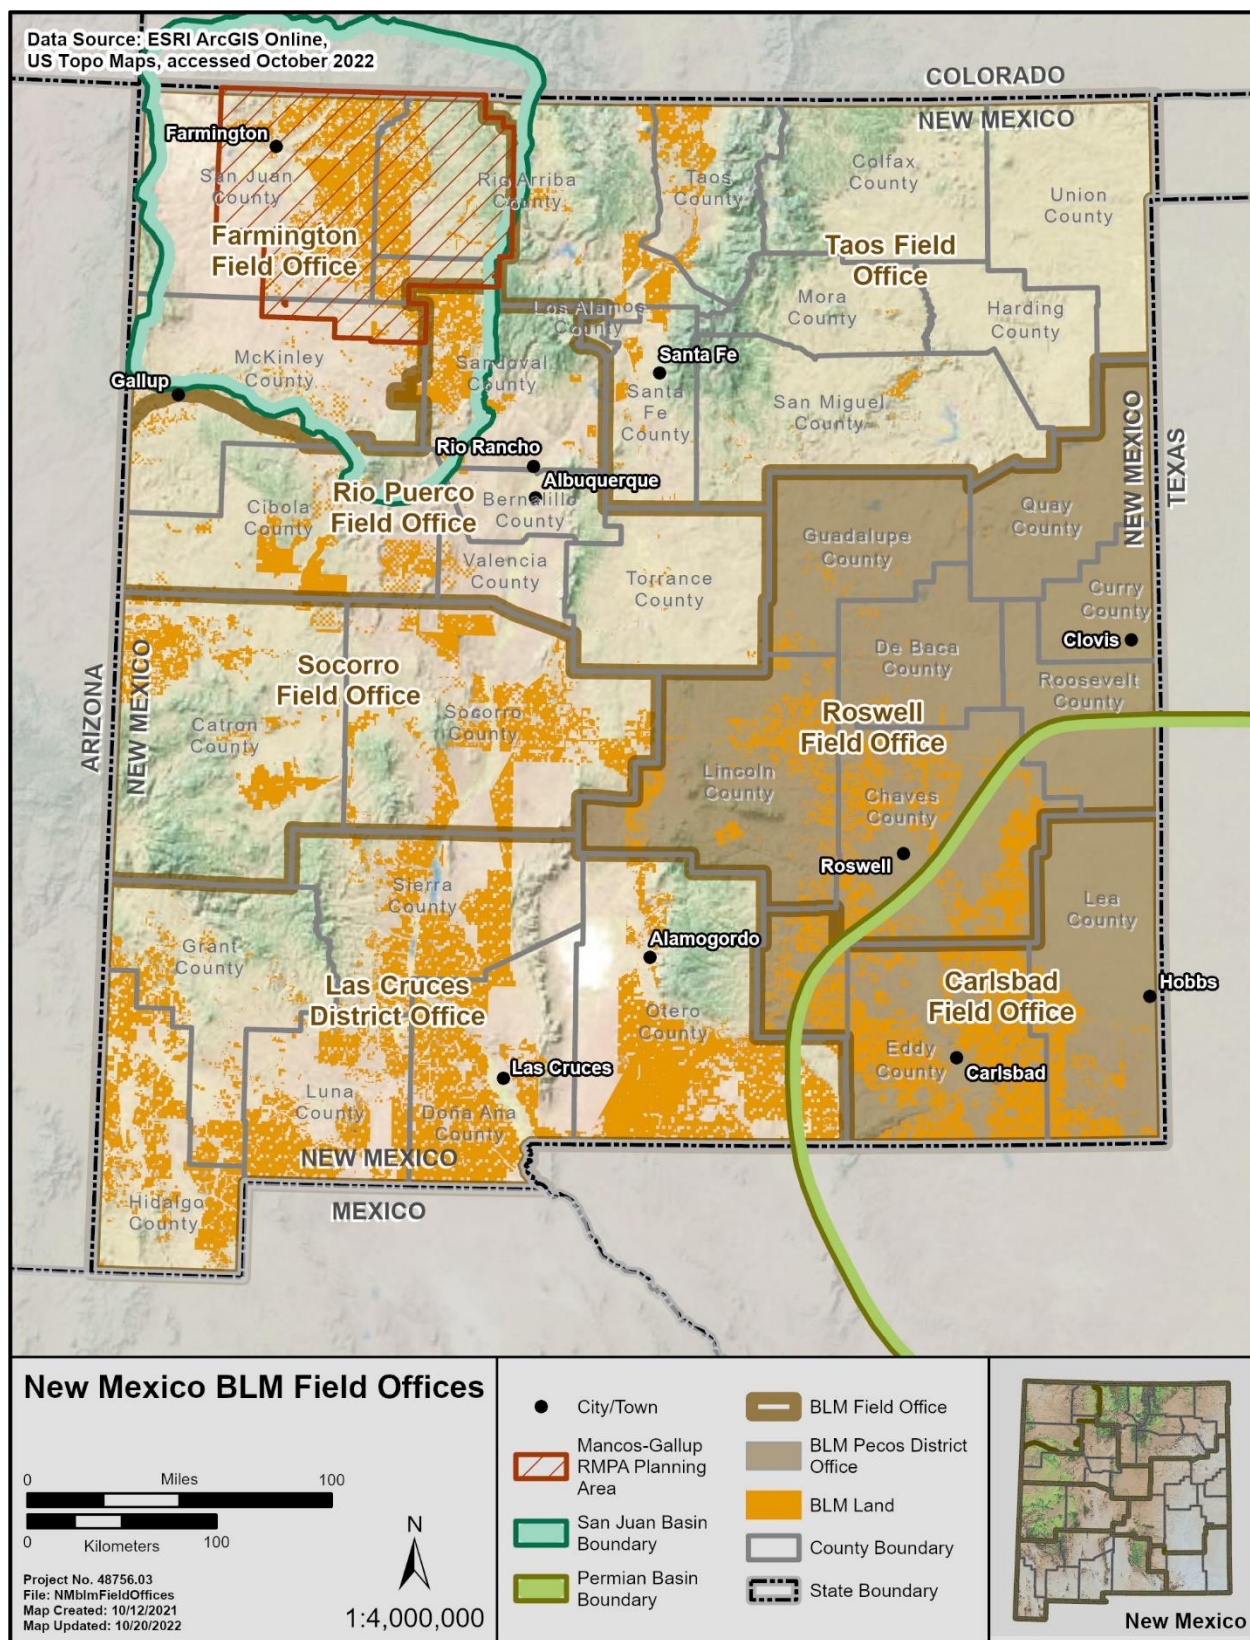 Data Source: ESRI ArcGIS Online,
US Topo Maps, accessed October 2022
COLORADO
NEW MEXICO
Farmington
San Juan
County
Rio Arriba
County
Taos
County
Colfax
County
Union
County
Farmington
Field Office
Taos Field
Office
Los Alamos
County
Mora
County
Harding
County
McKinley
County
Sandoval
County
Santa Fe
Gallup
Santa
Fe
County
San Miguel
County
NEW MEXICO
TEXAS
Rio Rancho
Albuquerque
Bernalillo
County
Rio Puerco
Field Office
Cibola
County
Quay
County
Guadalupe
County
Valencia
County
Torrance
County
Curry
County
Clovis
De Baca
County
Roosevelt
County
ARIZONA
NEW MEXICO
Socorro
Field Office
Catron
County
Socorro
County
Roswell
Field Office
Lincoln
County
Chaves
County
Roswell
Sierra
County
Lea
County
Grant
County
Alamogordo
Las Cruces
District Office
Otero
County
Carlsbad
Field Office
Hobbs
Eddy
County
Carlsbad
Las Cruces
Luna
County
Doña Ana
County
NEW MEXICO
MEXICO
Hidalgo
County
New Mexico BLM Field Offices
0 Miles 100
0 Kilometers 100
N
1:4,000,000
Project No. 48756.03
File: NMblmFieldOffices
Map Created: 10/12/2021
Map Updated: 10/20/2022
City/Town
Mancos-Gallup
RMPA Planning
Area
San Juan Basin
Boundary
Permian Basin
Boundary
BLM Field Office
BLM Pecos District
Office
BLM Land
County Boundary
State Boundary
New Mexico